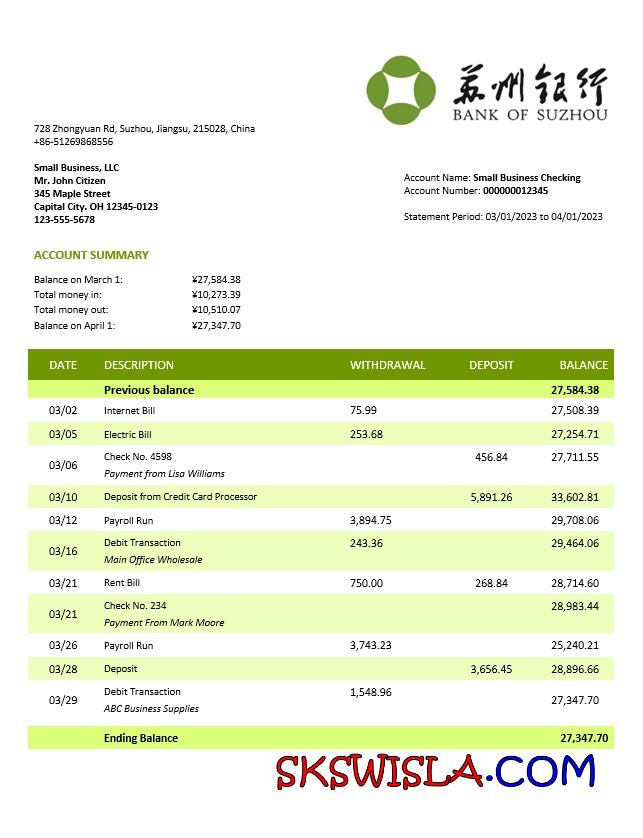 苏州银行
BANK OF SUZHOU
728 Zhongyuan Rd, Suzhou, Jiangsu, 215028, China
+86-51269868556
Small Business, LLC
Mr. John Citizen
345 Maple Street
Capital City. OH 12345-0123
123-555-5678
Account Name: Small Business Checking
Account Number: 000000012345
Statement Period: 03/01/2023 to 04/01/2023
ACCOUNT SUMMARY
Balance on March 1: ¥27,584.38
Total money in: ¥10,273.39
Total money out: ¥10,510.07
Balance on April 1: ¥27,347.70
DATE DESCRIPTION WITHDRAWAL DEPOSIT BALANCE
Previous balance 27,584.38
03/02 Internet Bill 75.99 27,508.39
03/05 Electric Bill 253.68 27,254.71
03/06 Check No. 4598 456.84 27,711.55
Payment from Lisa Williams
03/10 Deposit from Credit Card Processor 5,891.26 33,602.81
03/12 Payroll Run 3,894.75 29,708.06
03/16 Debit Transaction 243.36 29,464.06
Main Office Wholesale
03/21 Rent Bill 750.00 268.84 28,714.60
03/21 Check No. 234 28,983.44
Payment From Mark Moore
03/26 Payroll Run 3,743.23 25,240.21
03/28 Deposit 3,656.45 28,896.66
03/29 Debit Transaction 1,548.96 27,347.70
ABC Business Supplies
Ending Balance 27,347.70
SKSWISLA.COM